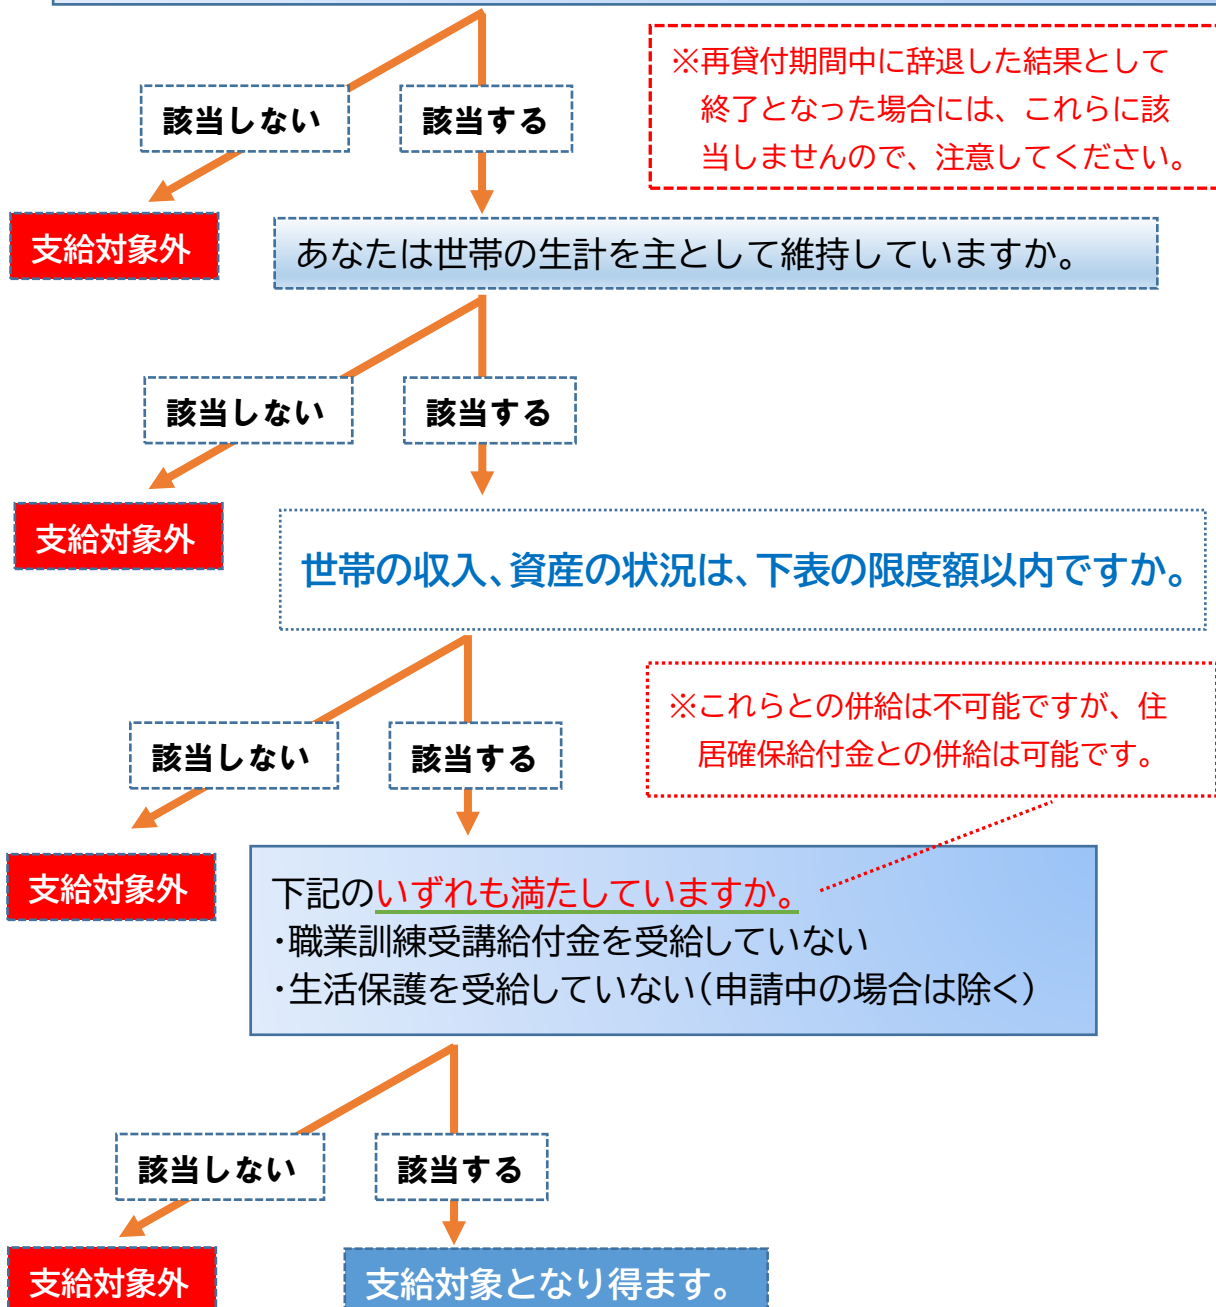 ※再貸付期間中に辞退した結果として
終了となった場合には、これらに該
当しませんので、注意してください。
該当しない
該当する
支給対象外
あなたは世帯の生計を主として維持していますか。
該当しない
該当する
支給対象外
世帯の収入、資産の状況は、下表の限度額以内ですか。
※これらとの併給は不可能ですが、住
居確保給付金との併給は可能です。
該当しない
該当する
支給対象外
下記のいずれも満たしていますか。
・職業訓練受講給付金を受給していない
・生活保護を受給していない(申請中の場合は除く)
該当しない
該当する
支給対象外
支給対象となり得ます。